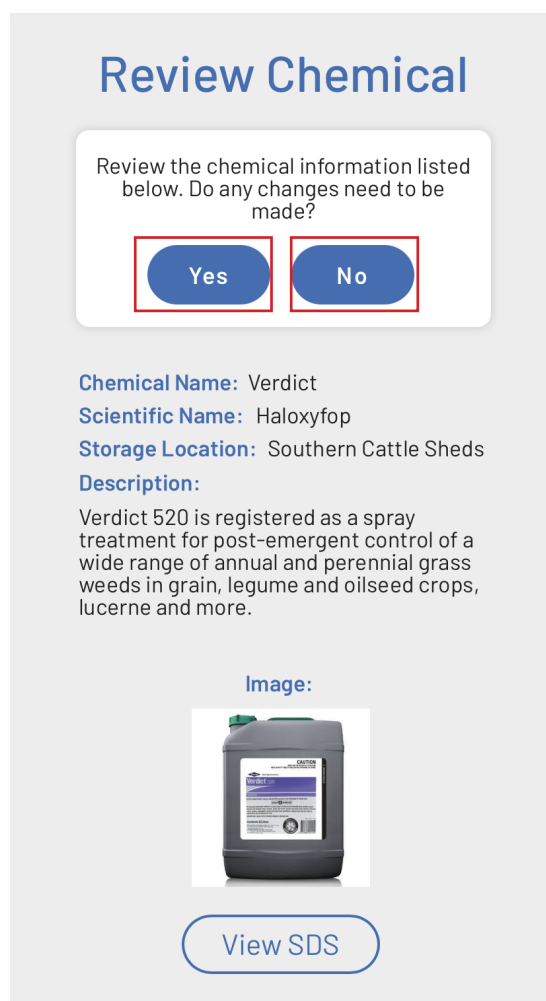 Review Chemical
Review the chemical information listed
below. Do any changes need to be
made?
Yes
No
Chemical Name: Verdict
Scientific Name: Haloxyfop
Storage Location: Southern Cattle Sheds
Description:
Verdict 520 is registered as a spray
treatment for post-emergent control of a
wide range of annual and perennial grass
weeds in grain, legume and oilseed crops,
lucerne and more.
Image:
CAUTION
Verdict 520
View SDS